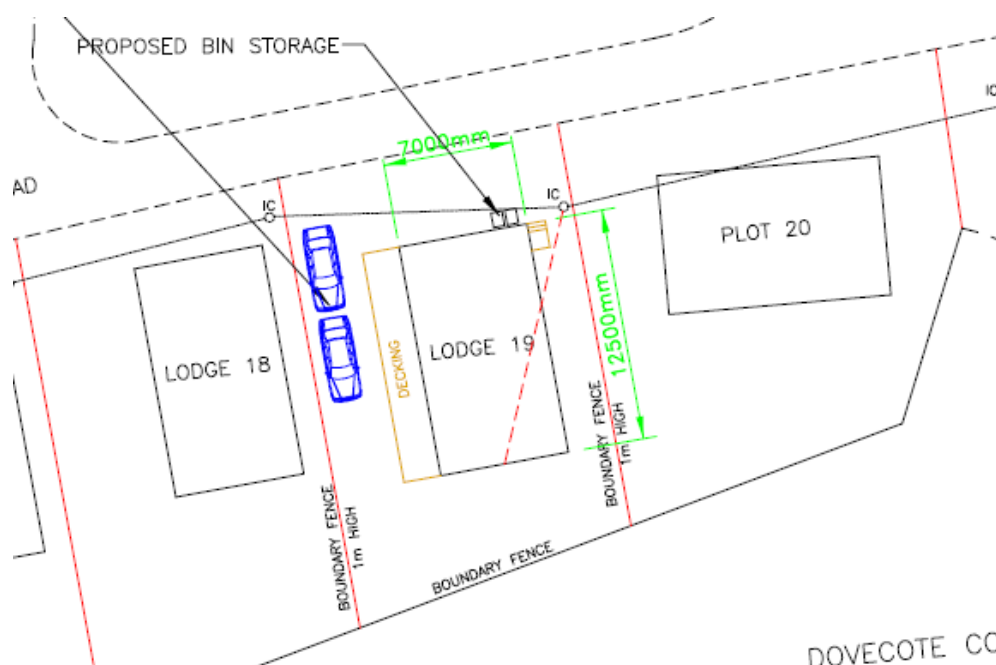 PROPOSED BIN STORAGE
7000mm
IC
AD
IC
IC
PLOT 20
LODGE 18
DECKING
LODGE 19
12500mm
BOUNDARY FENCE
1m HIGH
BOUNDARY FENCE
1m HIGH
BOUNDARY FENCE
DOVECOTE CO